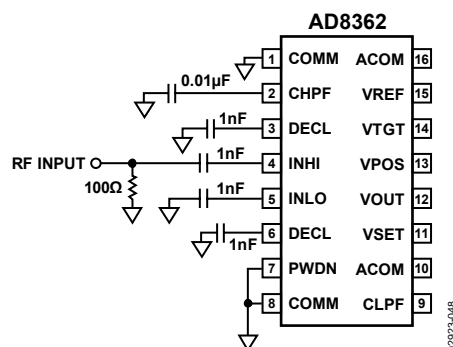 AD8362
1 COMM ACOM 16
0.01µF
2 CHPF VREF 15
1nF
3 DECL VTGT 14
1nF
RF INPUT 4 INHI VPOS 13
100Ω
1nF
5 INLO VOUT 12
6 DECL VSET 11
1nF
7 PWDN ACOM 10
8 COMM CLPF 9
02923-048